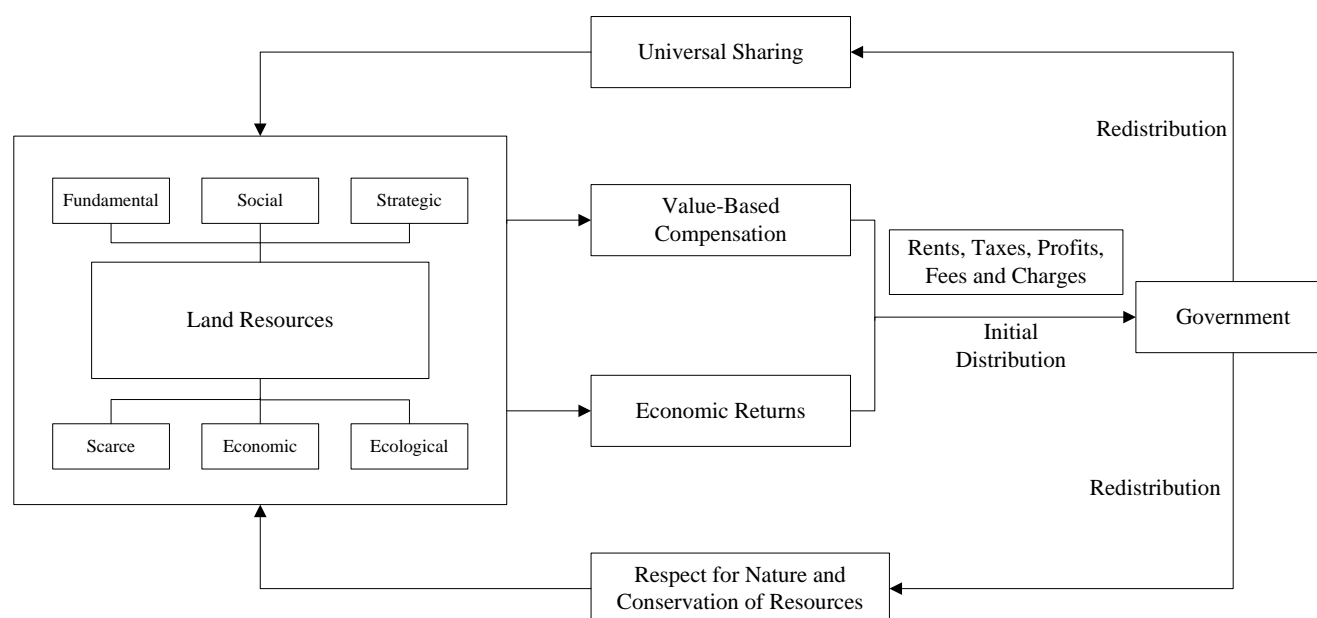 Universal Sharing
Redistribution
Fundamental
Social
Strategic
Land Resources
Scarce
Economic
Ecological
Value-Based
Compensation
Economic Returns
Rents, Taxes, Profits,
Fees and Charges
Initial
Distribution
Government
Redistribution
Respect for Nature and
Conservation of Resources